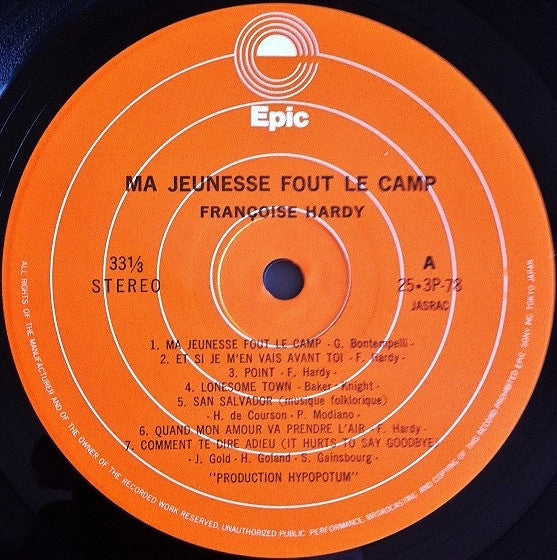 Epic
MA JEUNESSE FOUT LE CAMP
FRANÇOISE HARDY
33 1/3
STEREO
A
25・3P-78
JASRAC
1. MA JEUNESSE FOUT LE CAMP - G. Bontempelli -
2. ET SI JE M'EN VAIS AVANT TOI - F. Hardy -
3. POINT - F. Hardy -
4. LONESOME TOWN - Baker - Knight -
5. SAN SALVADOR (musique folklorique)
- H. de Courson - P. Modiano -
6. QUAND MON AMOUR VA PRENDRE L'AIR - F. Hardy -
7. COMMENT TE DIRE ADIEU (IT HURTS TO SAY GOODBYE)
- J. Gold - H. Goland - S. Gainsbourg -
"PRODUCTION HYPOPOTUM"
ALL RIGHTS OF THE MANUFACTURER AND OF THE OWNER OF THE RECORDED WORK RESERVED. UNAUTHORIZED PUBLIC PERFORMANCE BROADCASTING AND COPYING OF THIS RECORD PROHIBITED EPIC/SONY INC. TOKYO JAPAN